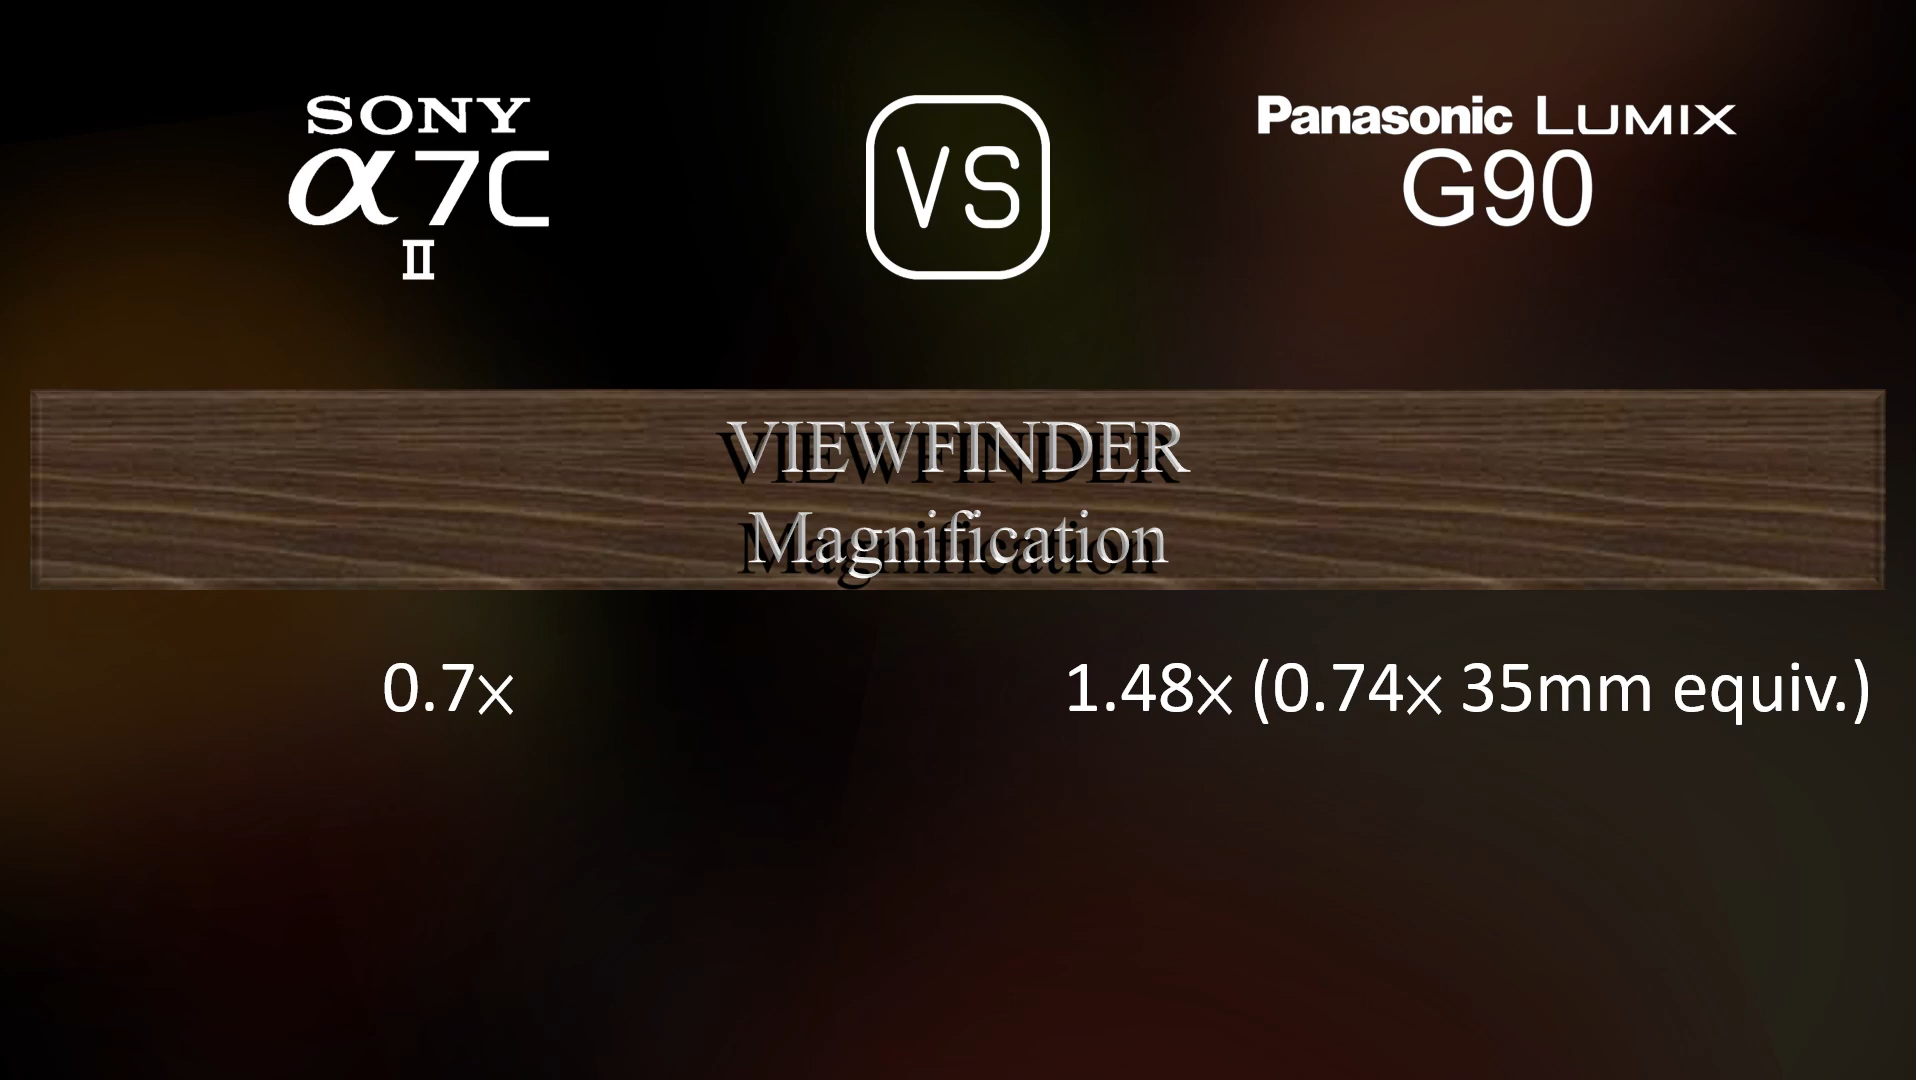 SONY
α7C
II
VS
Panasonic LUMIX
G90
VIEWFINDER
Magnification
0.7x
1.48x (0.74x 35mm equiv.)